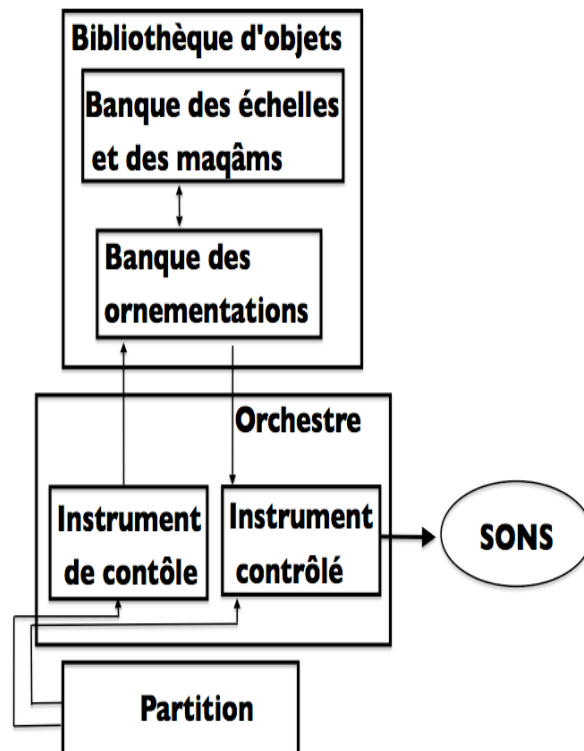 Bibliothèque d'objets
Banque des échelles
et des maqâms
Banque des
ornementations
Orchestre
Instrument
de contôle
Instrument
contrôlé
SONS
Partition